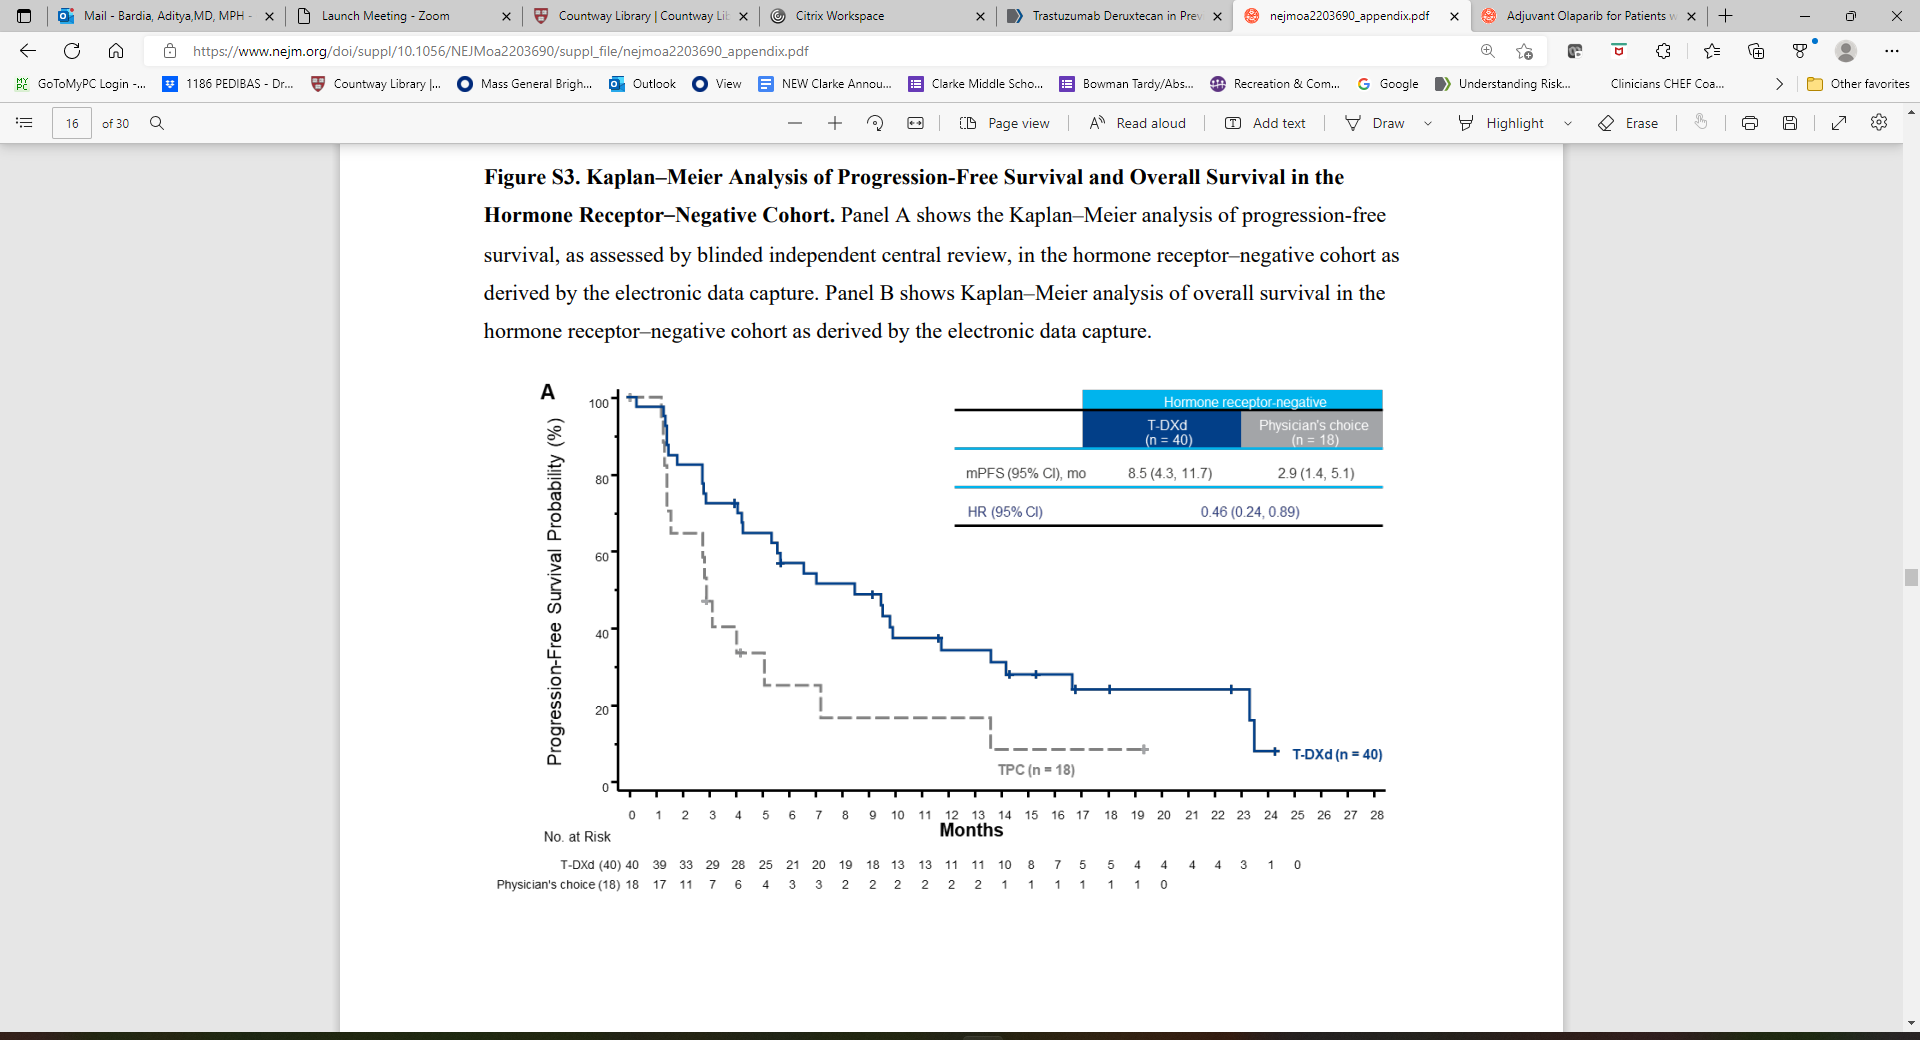 Mail - Bardia, Aditya,MD, MPH -
Launch Meeting - Zoom
Countway Library | Countway Lib
Citrix Workspace
Trastuzumab Deruxtecan in Prev
nejmoa2203690_appendix.pdf
Adjuvant Olaparib for Patients w
https://www.nejm.org/doi/suppl/10.1056/NEJMoa2203690/suppl_file/nejmoa2203690_appendix.pdf
GoToMyPC Login -...
1186 PEDIBAS - Dr...
Countway Library |...
Mass General Brigh...
Outlook
View
NEW Clarke Annou...
Clarke Middle Scho...
Bowman Tardy/Abs...
Recreation & Com...
Google
Understanding Risk...
Clinicians CHEF Coa...
Other favorites
16 of 30
Page view
Read aloud
Add text
Draw
Highlight
Erase
Figure S3. Kaplan–Meier Analysis of Progression-Free Survival and Overall Survival in the
Hormone Receptor–Negative Cohort. Panel A shows the Kaplan–Meier analysis of progression-free
survival, as assessed by blinded independent central review, in the hormone receptor–negative cohort as
derived by the electronic data capture. Panel B shows Kaplan–Meier analysis of overall survival in the
hormone receptor–negative cohort as derived by the electronic data capture.
A
Progression-Free Survival Probability (%)
100
80
60
40
20
0
Hormone receptor-negative
T-DXd
(n = 40)
Physician's choice
(n = 18)
mPFS (95% CI), mo 8.5 (4.3, 11.7) 2.9 (1.4, 5.1)
HR (95% CI) 0.46 (0.24, 0.89)
T-DXd (n = 40)
TPC (n = 18)
0 1 2 3 4 5 6 7 8 9 10 11 12 13 14 15 16 17 18 19 20 21 22 23 24 25 26 27 28
Months
No. at Risk
T-DXd (40) 40 39 33 29 28 25 21 20 19 18 13 13 11 11 10 8 7 5 5 4 4 4 4 3 1 0
Physician's choice (18) 18 17 11 7 6 4 3 3 2 2 2 2 2 2 1 1 1 1 1 1 0